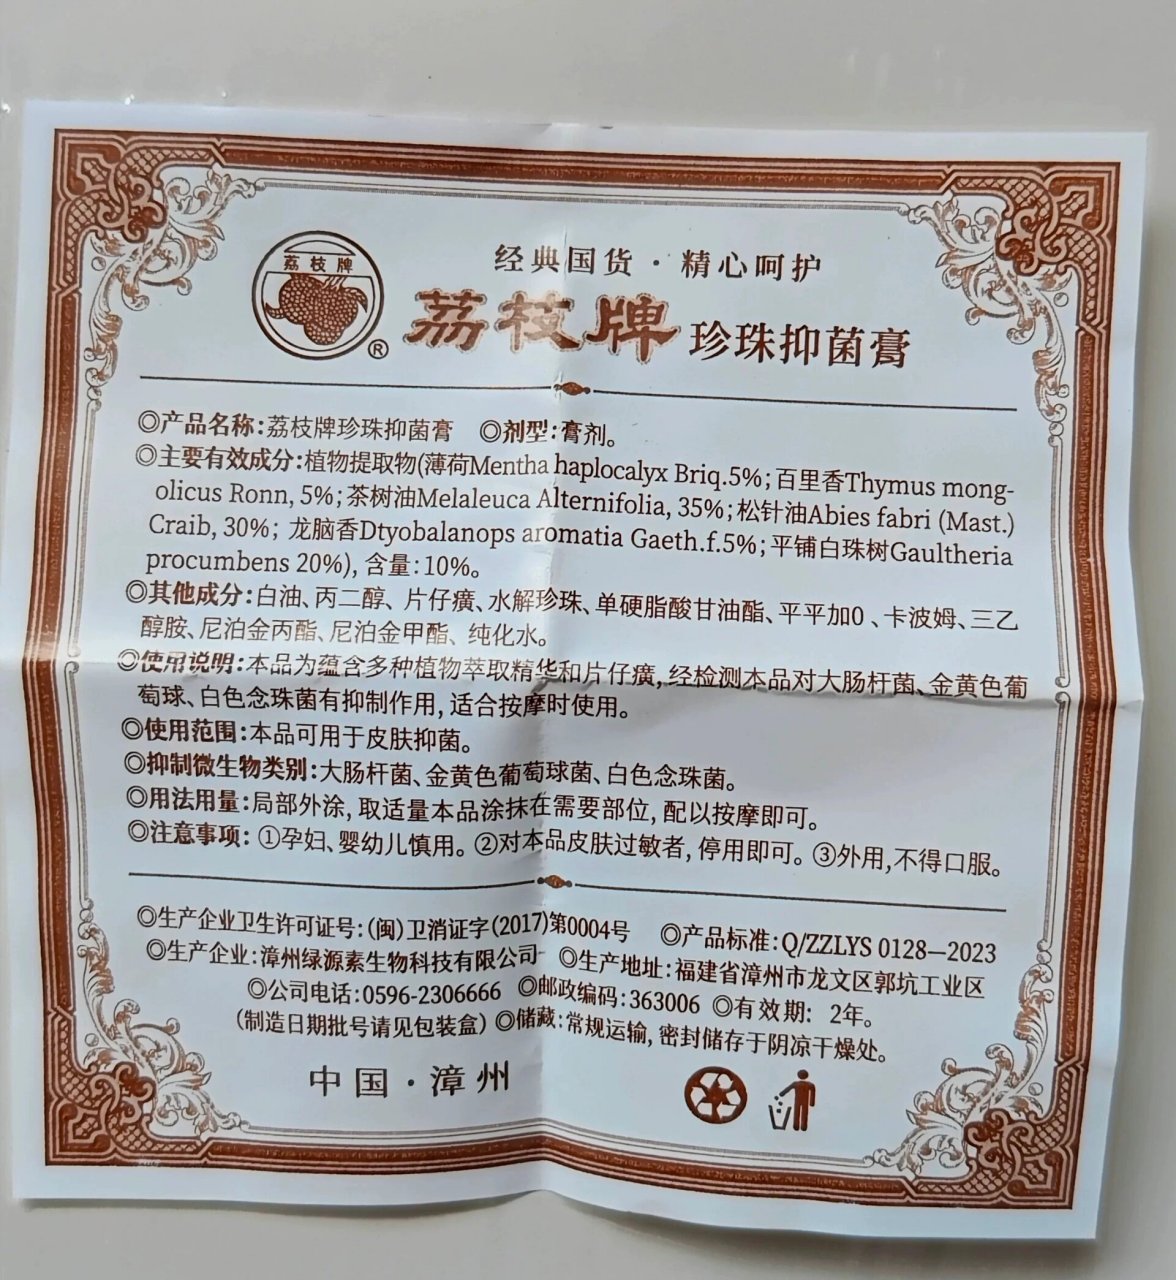 荔枝牌
®
经典国货·精心呵护
荔枝牌 珍珠抑菌膏
◎产品名称:荔枝牌珍珠抑菌膏 ◎剂型:膏剂。
◎主要有效成分:植物提取物(薄荷Mentha haplocalyx Briq.5%;百里香Thymus mong-
olicus Ronn, 5%;茶树油Melaleuca Alternifolia, 35%;松针油Abies fabri (Mast.)
Craib, 30%; 龙脑香Dtyobalanops aromatia Gaeth.f.5%;平铺白珠树Gaultheria
procumbens 20%), 含量:10%。
◎其他成分:白油、丙二醇、片仔癀、水解珍珠、单硬脂酸甘油酯、平平加0、卡波姆、三乙
醇胺、尼泊金丙酯、尼泊金甲酯、纯化水。
◎使用说明:本品为蕴含多种植物萃取精华和片仔癀, 经检测本品对大肠杆菌、金黄色葡
萄球、白色念珠菌有抑制作用, 适合按摩时使用。
◎使用范围:本品可用于皮肤抑菌。
◎抑制微生物类别:大肠杆菌、金黄色葡萄球菌、白色念珠菌。
◎用法用量:局部外涂, 取适量本品涂抹在需要部位, 配以按摩即可。
◎注意事项: ①孕妇、婴幼儿慎用。②对本品皮肤过敏者, 停用即可。③外用,不得口服。
◎生产企业卫生许可证号:(闽)卫消证字(2017)第0004号 ◎产品标准:Q/ZZLYS 0128—2023
◎生产企业:漳州绿源素生物科技有限公司 ◎生产地址:福建省漳州市龙文区郭坑工业区
◎公司电话:0596-2306666 ◎邮政编码:363006 ◎有效期: 2年。
(制造日期批号请见包装盒) ◎储藏:常规运输, 密封储存于阴凉干燥处。
中国·漳州